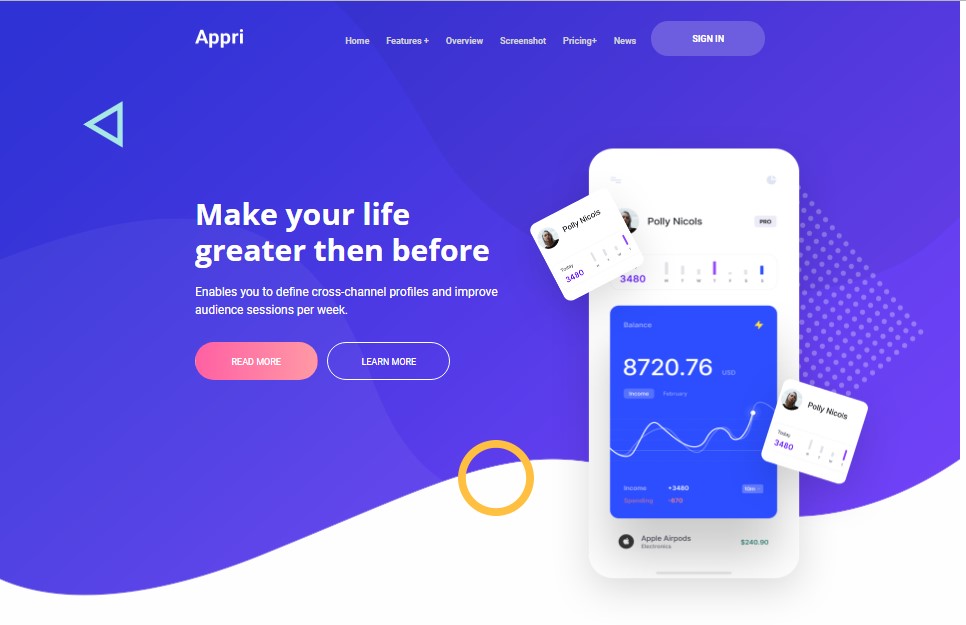 Appri
Home Features + Overview Screenshot Pricing+ News SIGN IN
Make your life
greater then before
Enables you to define cross-channel profiles and improve
audience sessions per week.
READ MORE LEARN MORE
Polly Nicols
Today
3480
Polly Nicols PRO
3480
M T W T F S S
Balance
8720.76 USD
Income February
Income +3480
Spending -870
Apple Airpods $240.90
Electronics
Polly Nicols
Today
3480